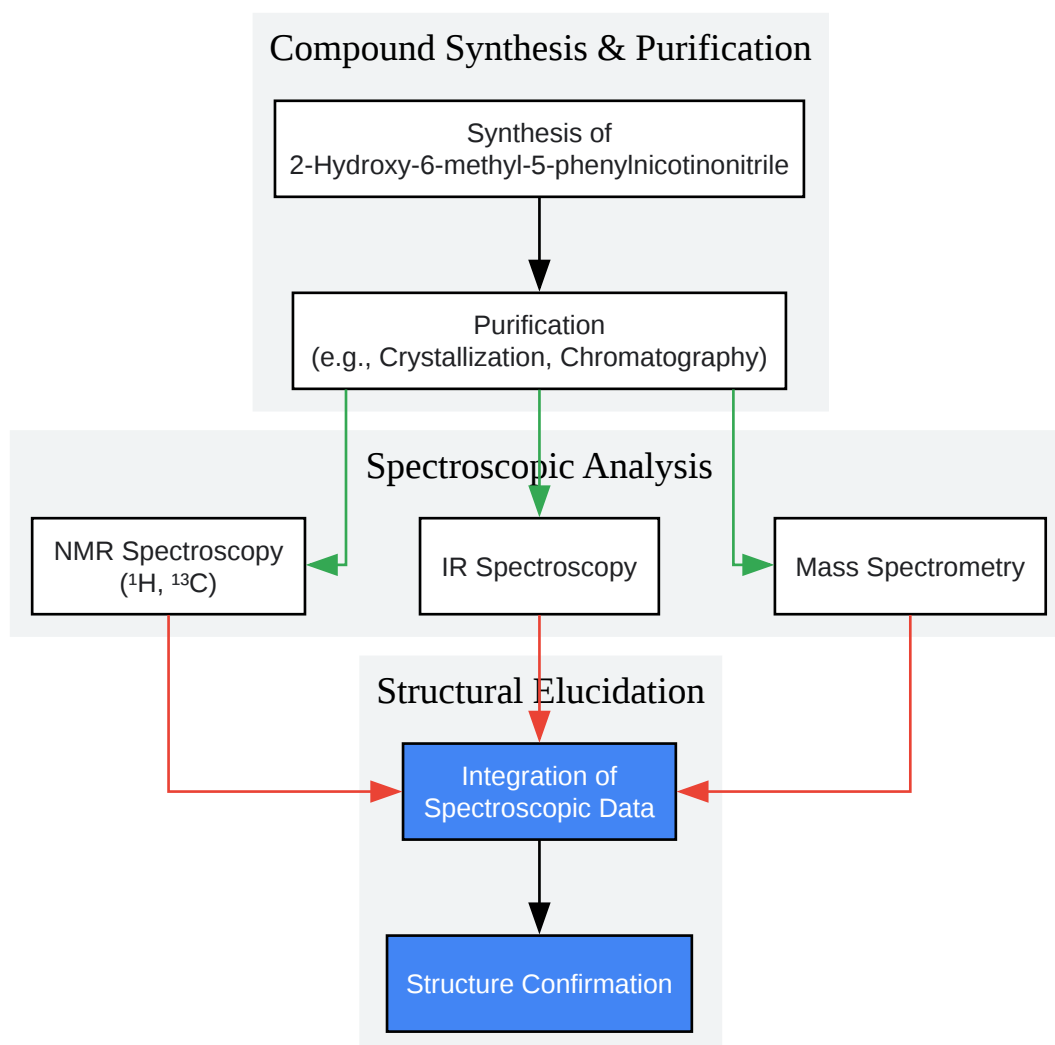 Compound Synthesis & Purification
Synthesis of
2-Hydroxy-6-methyl-5-phenylnicotinonitrile
Purification
(e.g., Crystallization, Chromatography)
Spectroscopic Analysis
NMR Spectroscopy
(¹H, ¹³C)
IR Spectroscopy
Mass Spectrometry
Structural Elucidation
Integration of
Spectroscopic Data
Structure Confirmation